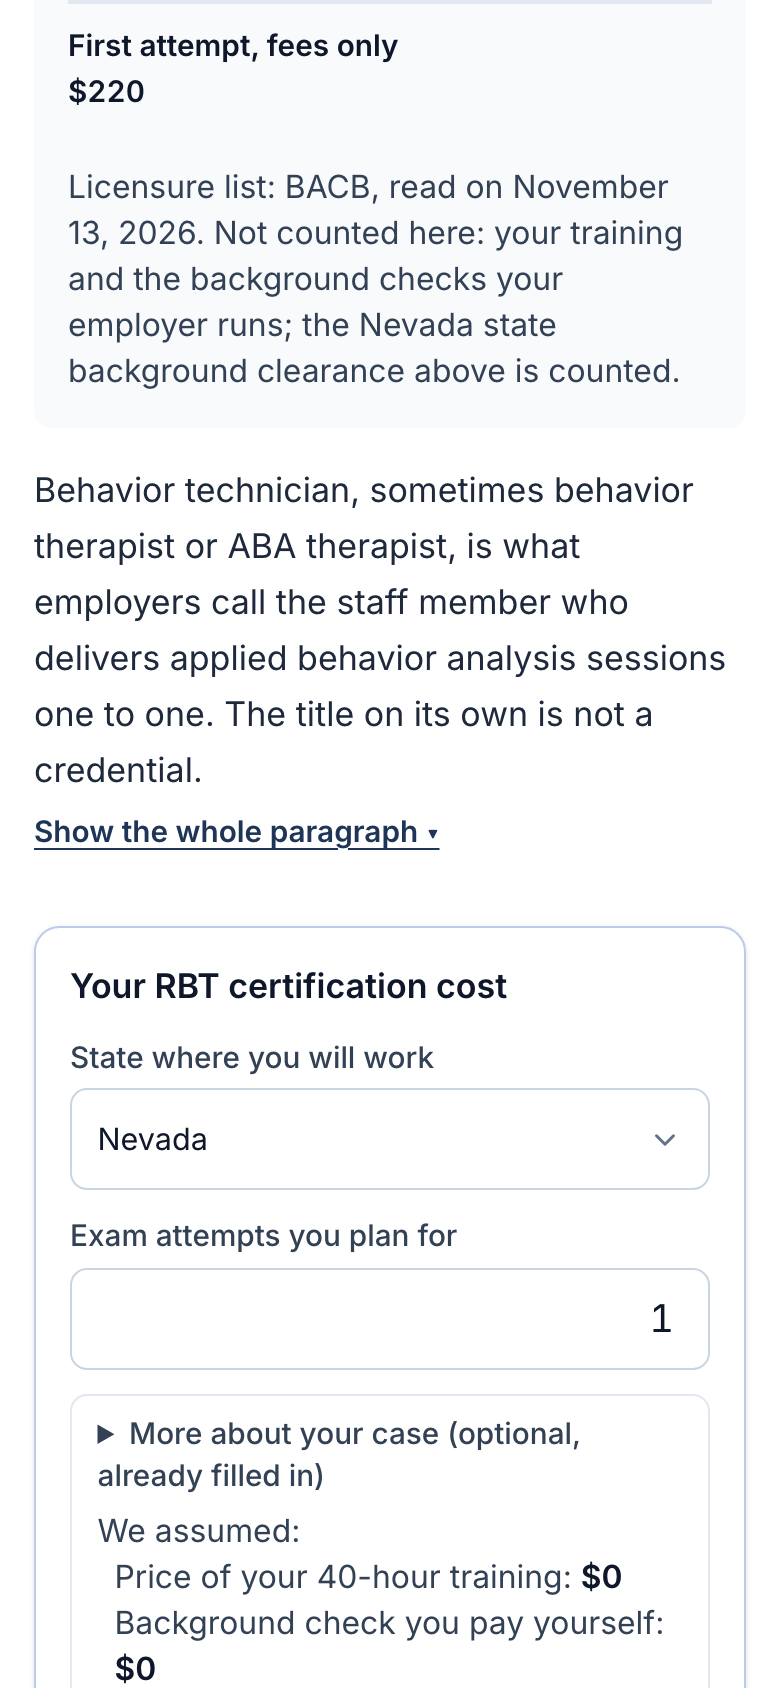 First attempt, fees only
$220
Licensure list: BACB, read on November
13, 2026. Not counted here: your training
and the background checks your
employer runs; the Nevada state
background clearance above is counted.
Behavior technician, sometimes behavior
therapist or ABA therapist, is what
employers call the staff member who
delivers applied behavior analysis sessions
one to one. The title on its own is not a
credential.
Show the whole paragraph ▾
Your RBT certification cost
State where you will work
Nevada
Exam attempts you plan for
1
▶ More about your case (optional,
already filled in)
We assumed:
Price of your 40-hour training: $0
Background check you pay yourself:
$0